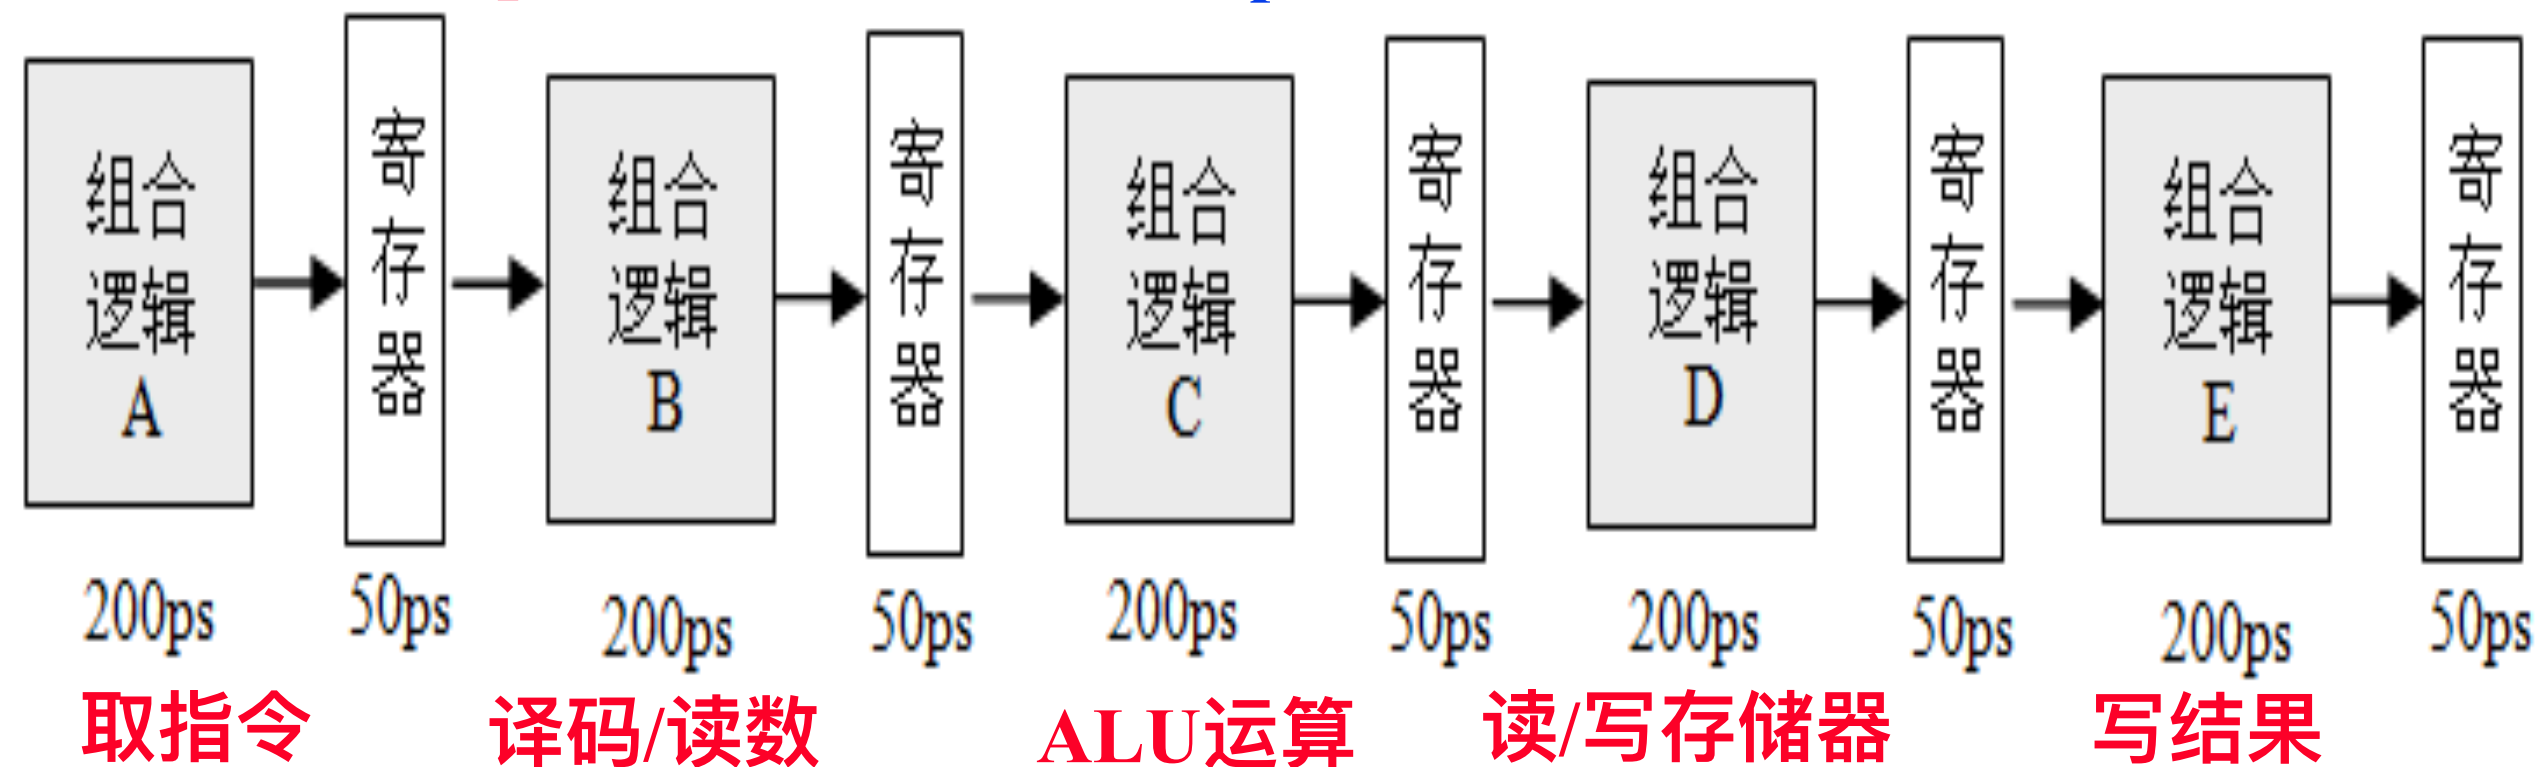 组合
逻辑
A
寄存器
组合
逻辑
B
寄存器
组合
逻辑
C
寄存器
组合
逻辑
D
寄存器
组合
逻辑
E
寄存器
200ps
50ps
200ps
50ps
200ps
50ps
200ps
50ps
200ps
50ps
取指令
译码/读数
ALU运算
读/写存储器
写结果